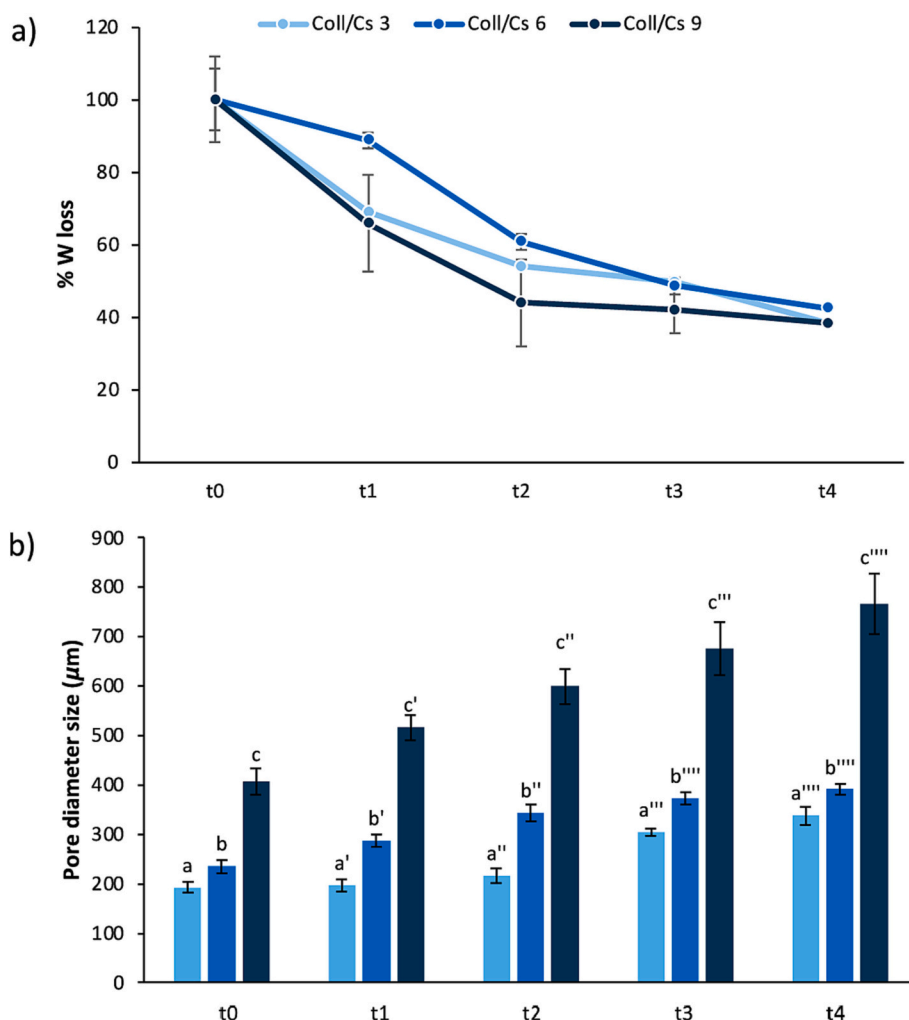 a)
Coll/Cs 3 Coll/Cs 6 Coll/Cs 9
120
100
80
60
40
20
0
% W loss
t0 t1 t2 t3 t4
b)
900
800
700
600
500
400
300
200
100
0
Pore diameter size (µm)
a b c
a' b' c'
a'' b'' c''
a''' b'''' c'''
a'''' b'''' c''''
t0 t1 t2 t3 t4